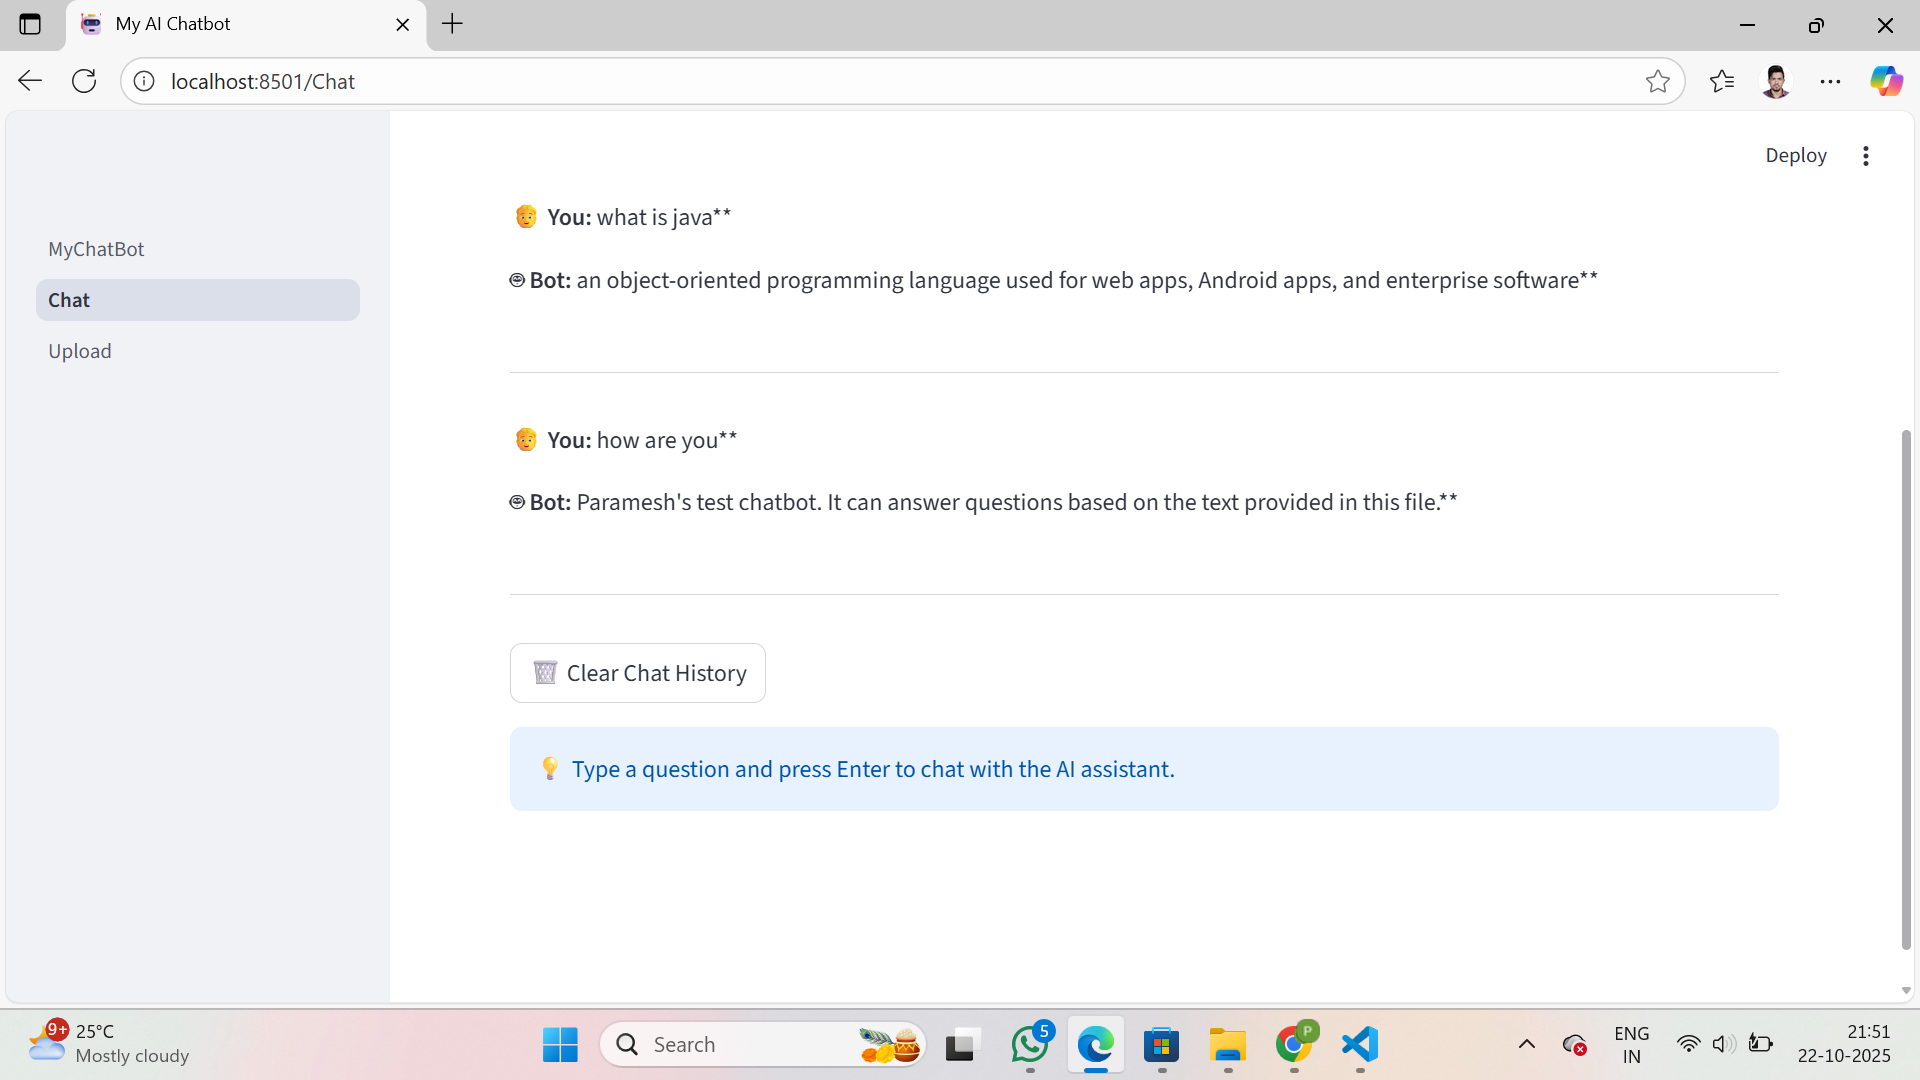 My AI Chatbot
localhost:8501/Chat
Deploy
MyChatBot
Chat
Upload
You: what is java**
Bot: an object-oriented programming language used for web apps, Android apps, and enterprise software**
You: how are you**
Bot: Paramesh's test chatbot. It can answer questions based on the text provided in this file.**
Clear Chat History
Type a question and press Enter to chat with the AI assistant.
9+
25°C
Mostly cloudy
Search
5
P
ENG
IN
21:51
22-10-2025